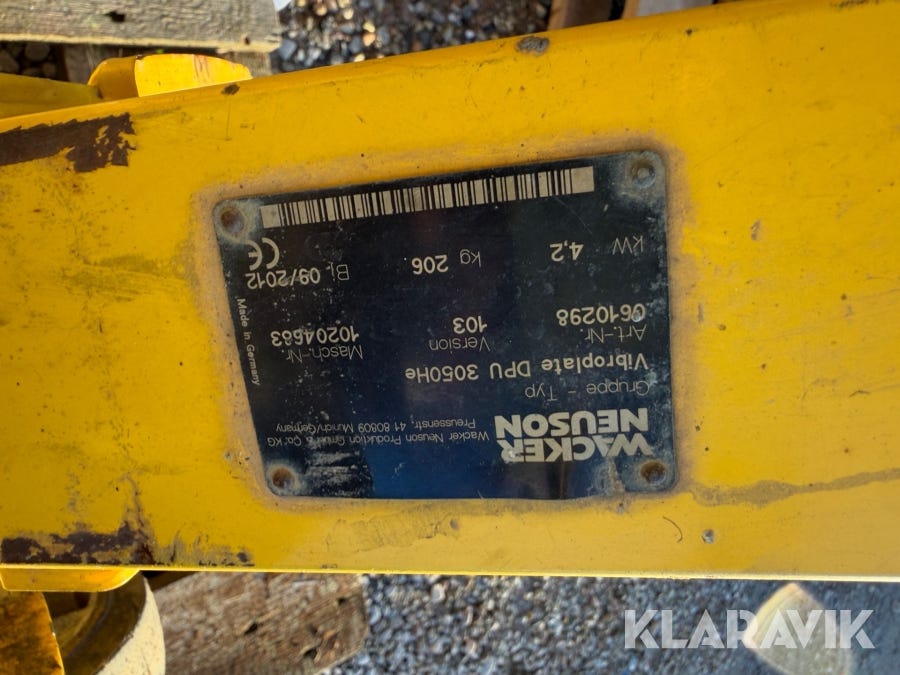 WACKER
NEUSON
Wacker Neuson Produktion GmbH & Co. KG
Preussenstr. 41 80809 Munich/Germany
Gruppe - Typ
Vibroplate DPU 3050He
Art.-Nr. Version Masch.-Nr.
0610298 103 10204683
kW 4,2 kg 206 Bj. 09/2012
CE
Made in Germany
KLARAVIK